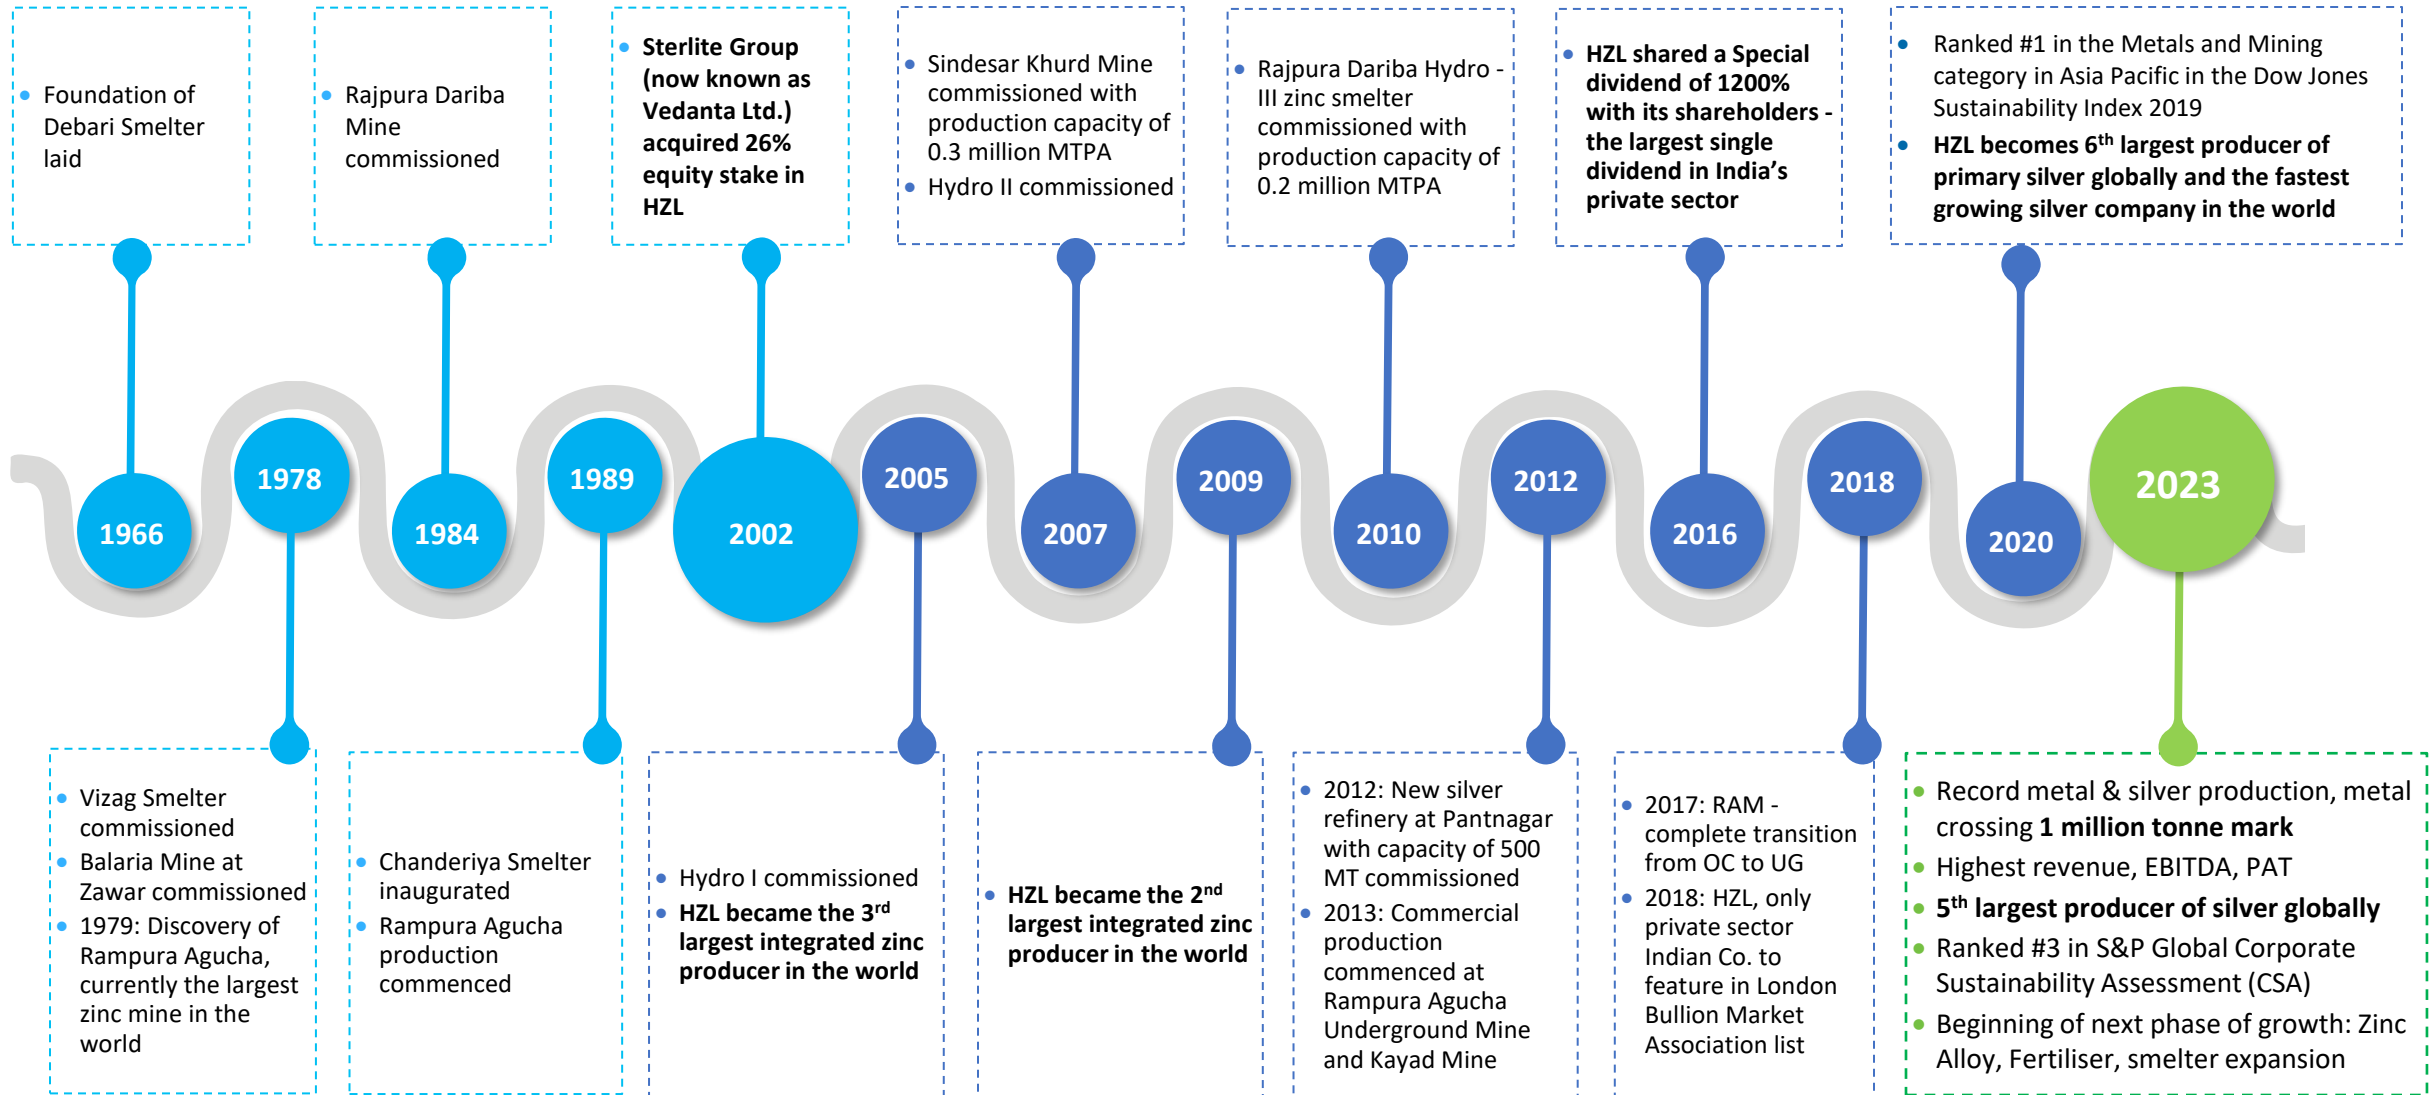 • Foundation of
Debari Smelter
laid
• Rajpura Dariba
Mine
commissioned
• Sterlite Group
(now known as
Vedanta Ltd.)
acquired 26%
equity stake in
HZL
• Sindesar Khurd Mine
commissioned with
production capacity of
0.3 million MTPA
• Hydro II commissioned
• Rajpura Dariba Hydro -
III zinc smelter
commissioned with
production capacity of
0.2 million MTPA
• HZL shared a Special
dividend of 1200%
with its shareholders -
the largest single
dividend in India’s
private sector
• Ranked #1 in the Metals and Mining
category in Asia Pacific in the Dow Jones
Sustainability Index 2019
• HZL becomes 6th largest producer of
primary silver globally and the fastest
growing silver company in the world
1966
1978
1984
1989
2002
2005
2007
2009
2010
2012
2016
2018
2020
2023
• Vizag Smelter
commissioned
• Balaria Mine at
Zawar commissioned
• 1979: Discovery of
Rampura Agucha,
currently the largest
zinc mine in the
world
• Chanderiya Smelter
inaugurated
• Rampura Agucha
production
commenced
• Hydro I commissioned
• HZL became the 3rd
largest integrated zinc
producer in the world
• HZL became the 2nd
largest integrated zinc
producer in the world
• 2012: New silver
refinery at Pantnagar
with capacity of 500
MT commissioned
• 2013: Commercial
production
commenced at
Rampura Agucha
Underground Mine
and Kayad Mine
• 2017: RAM -
complete transition
from OC to UG
• 2018: HZL, only
private sector
Indian Co. to
feature in London
Bullion Market
Association list
• Record metal & silver production, metal
crossing 1 million tonne mark
• Highest revenue, EBITDA, PAT
• 5th largest producer of silver globally
• Ranked #3 in S&P Global Corporate
Sustainability Assessment (CSA)
• Beginning of next phase of growth: Zinc
Alloy, Fertiliser, smelter expansion